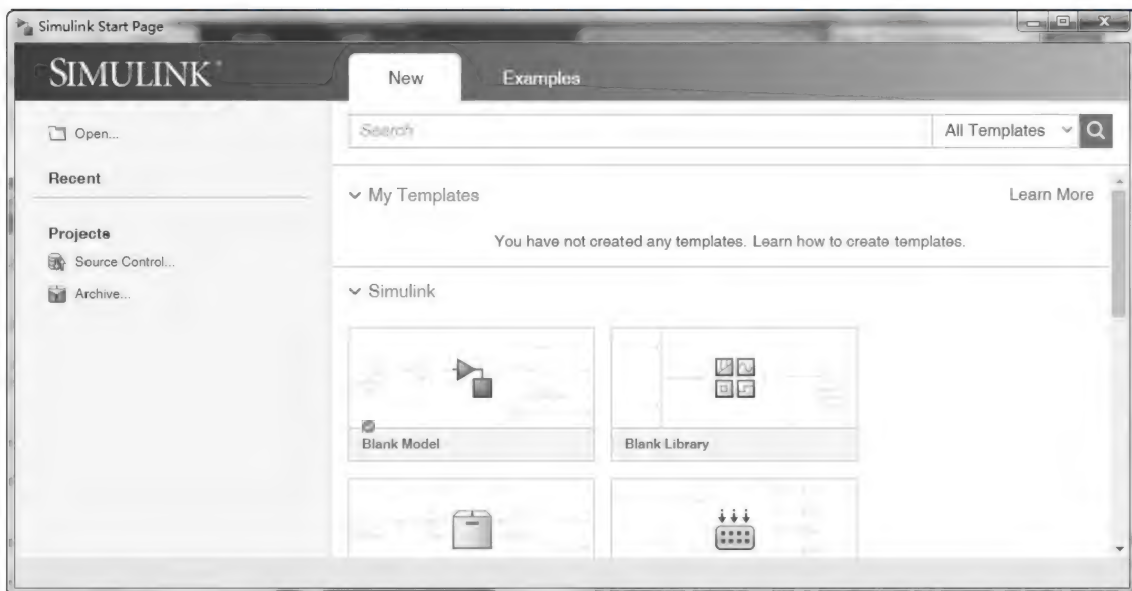 Simulink Start Page
SIMULINK®
New
Examples
Open...
Search
All Templates
Recent
My Templates
Learn More
Projects
You have not created any templates. Learn how to create templates.
Source Control...
Archive...
Simulink
Blank Model
Blank Library